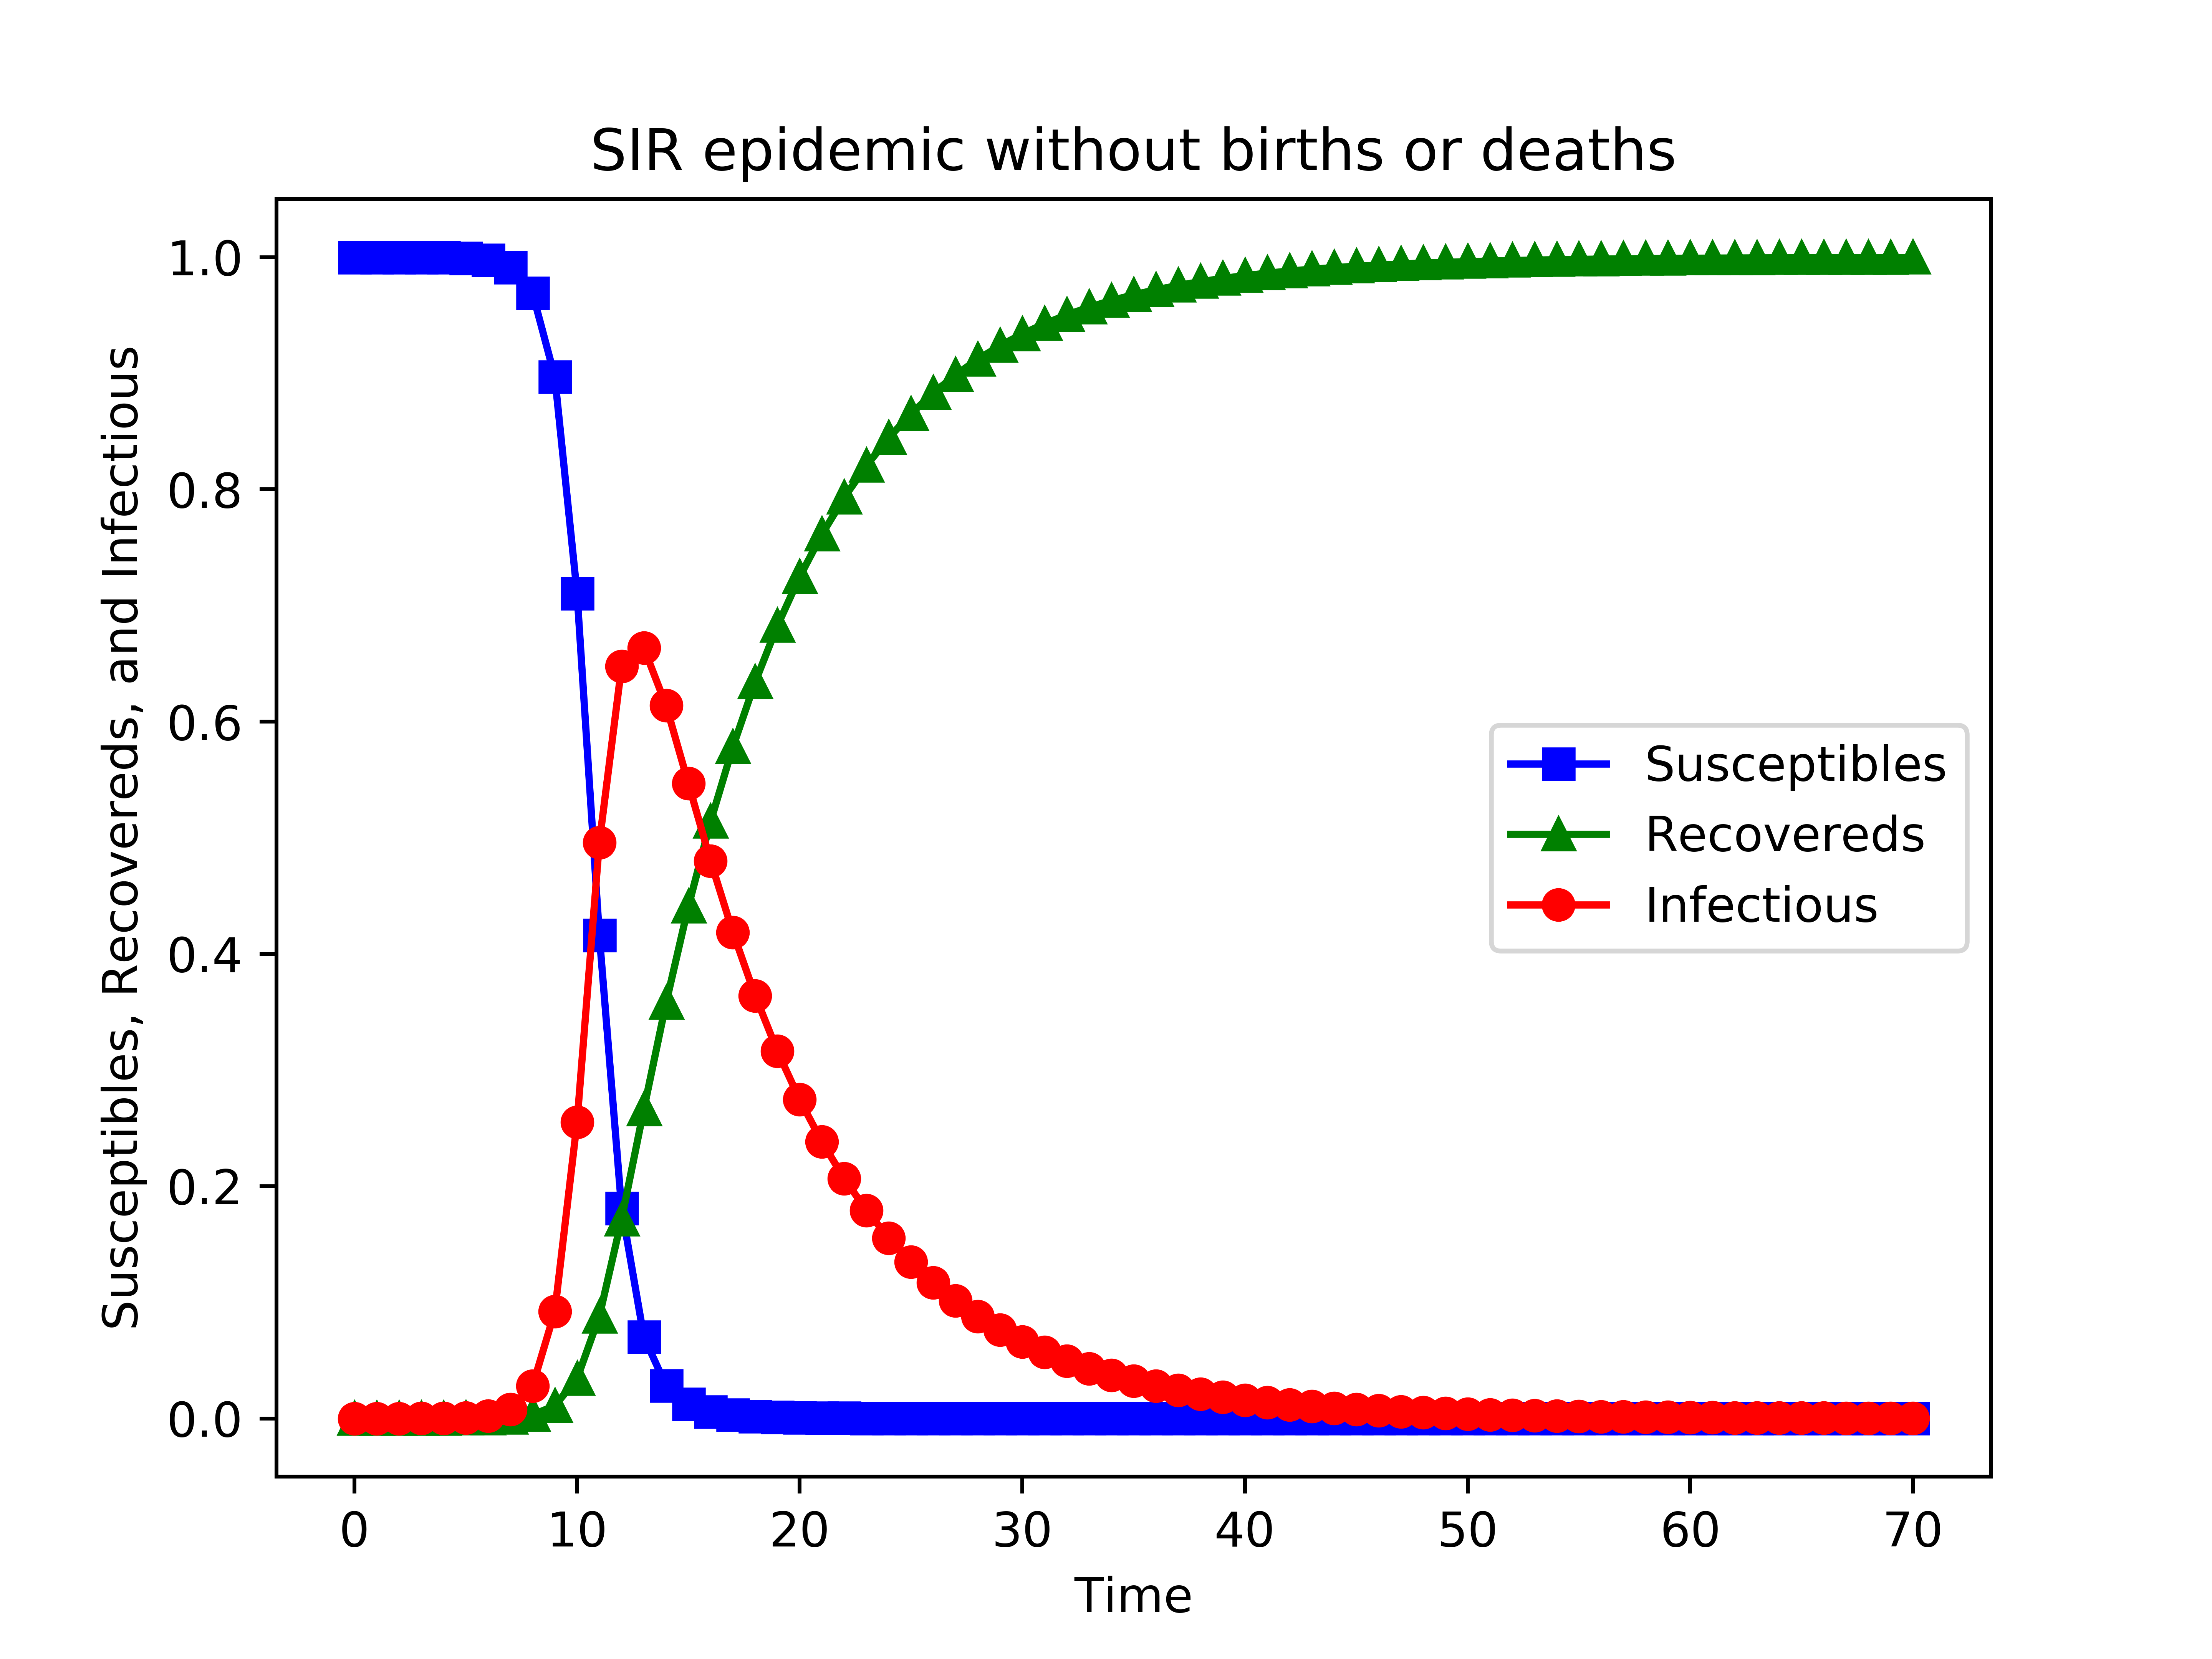 SIR epidemic without births or deaths
Susceptibles, Recovereds, and Infectious
1.0
0.8
0.6
0.4
0.2
0.0
Susceptibles
Recovereds
Infectious
0 10 20 30 40 50 60 70
Time